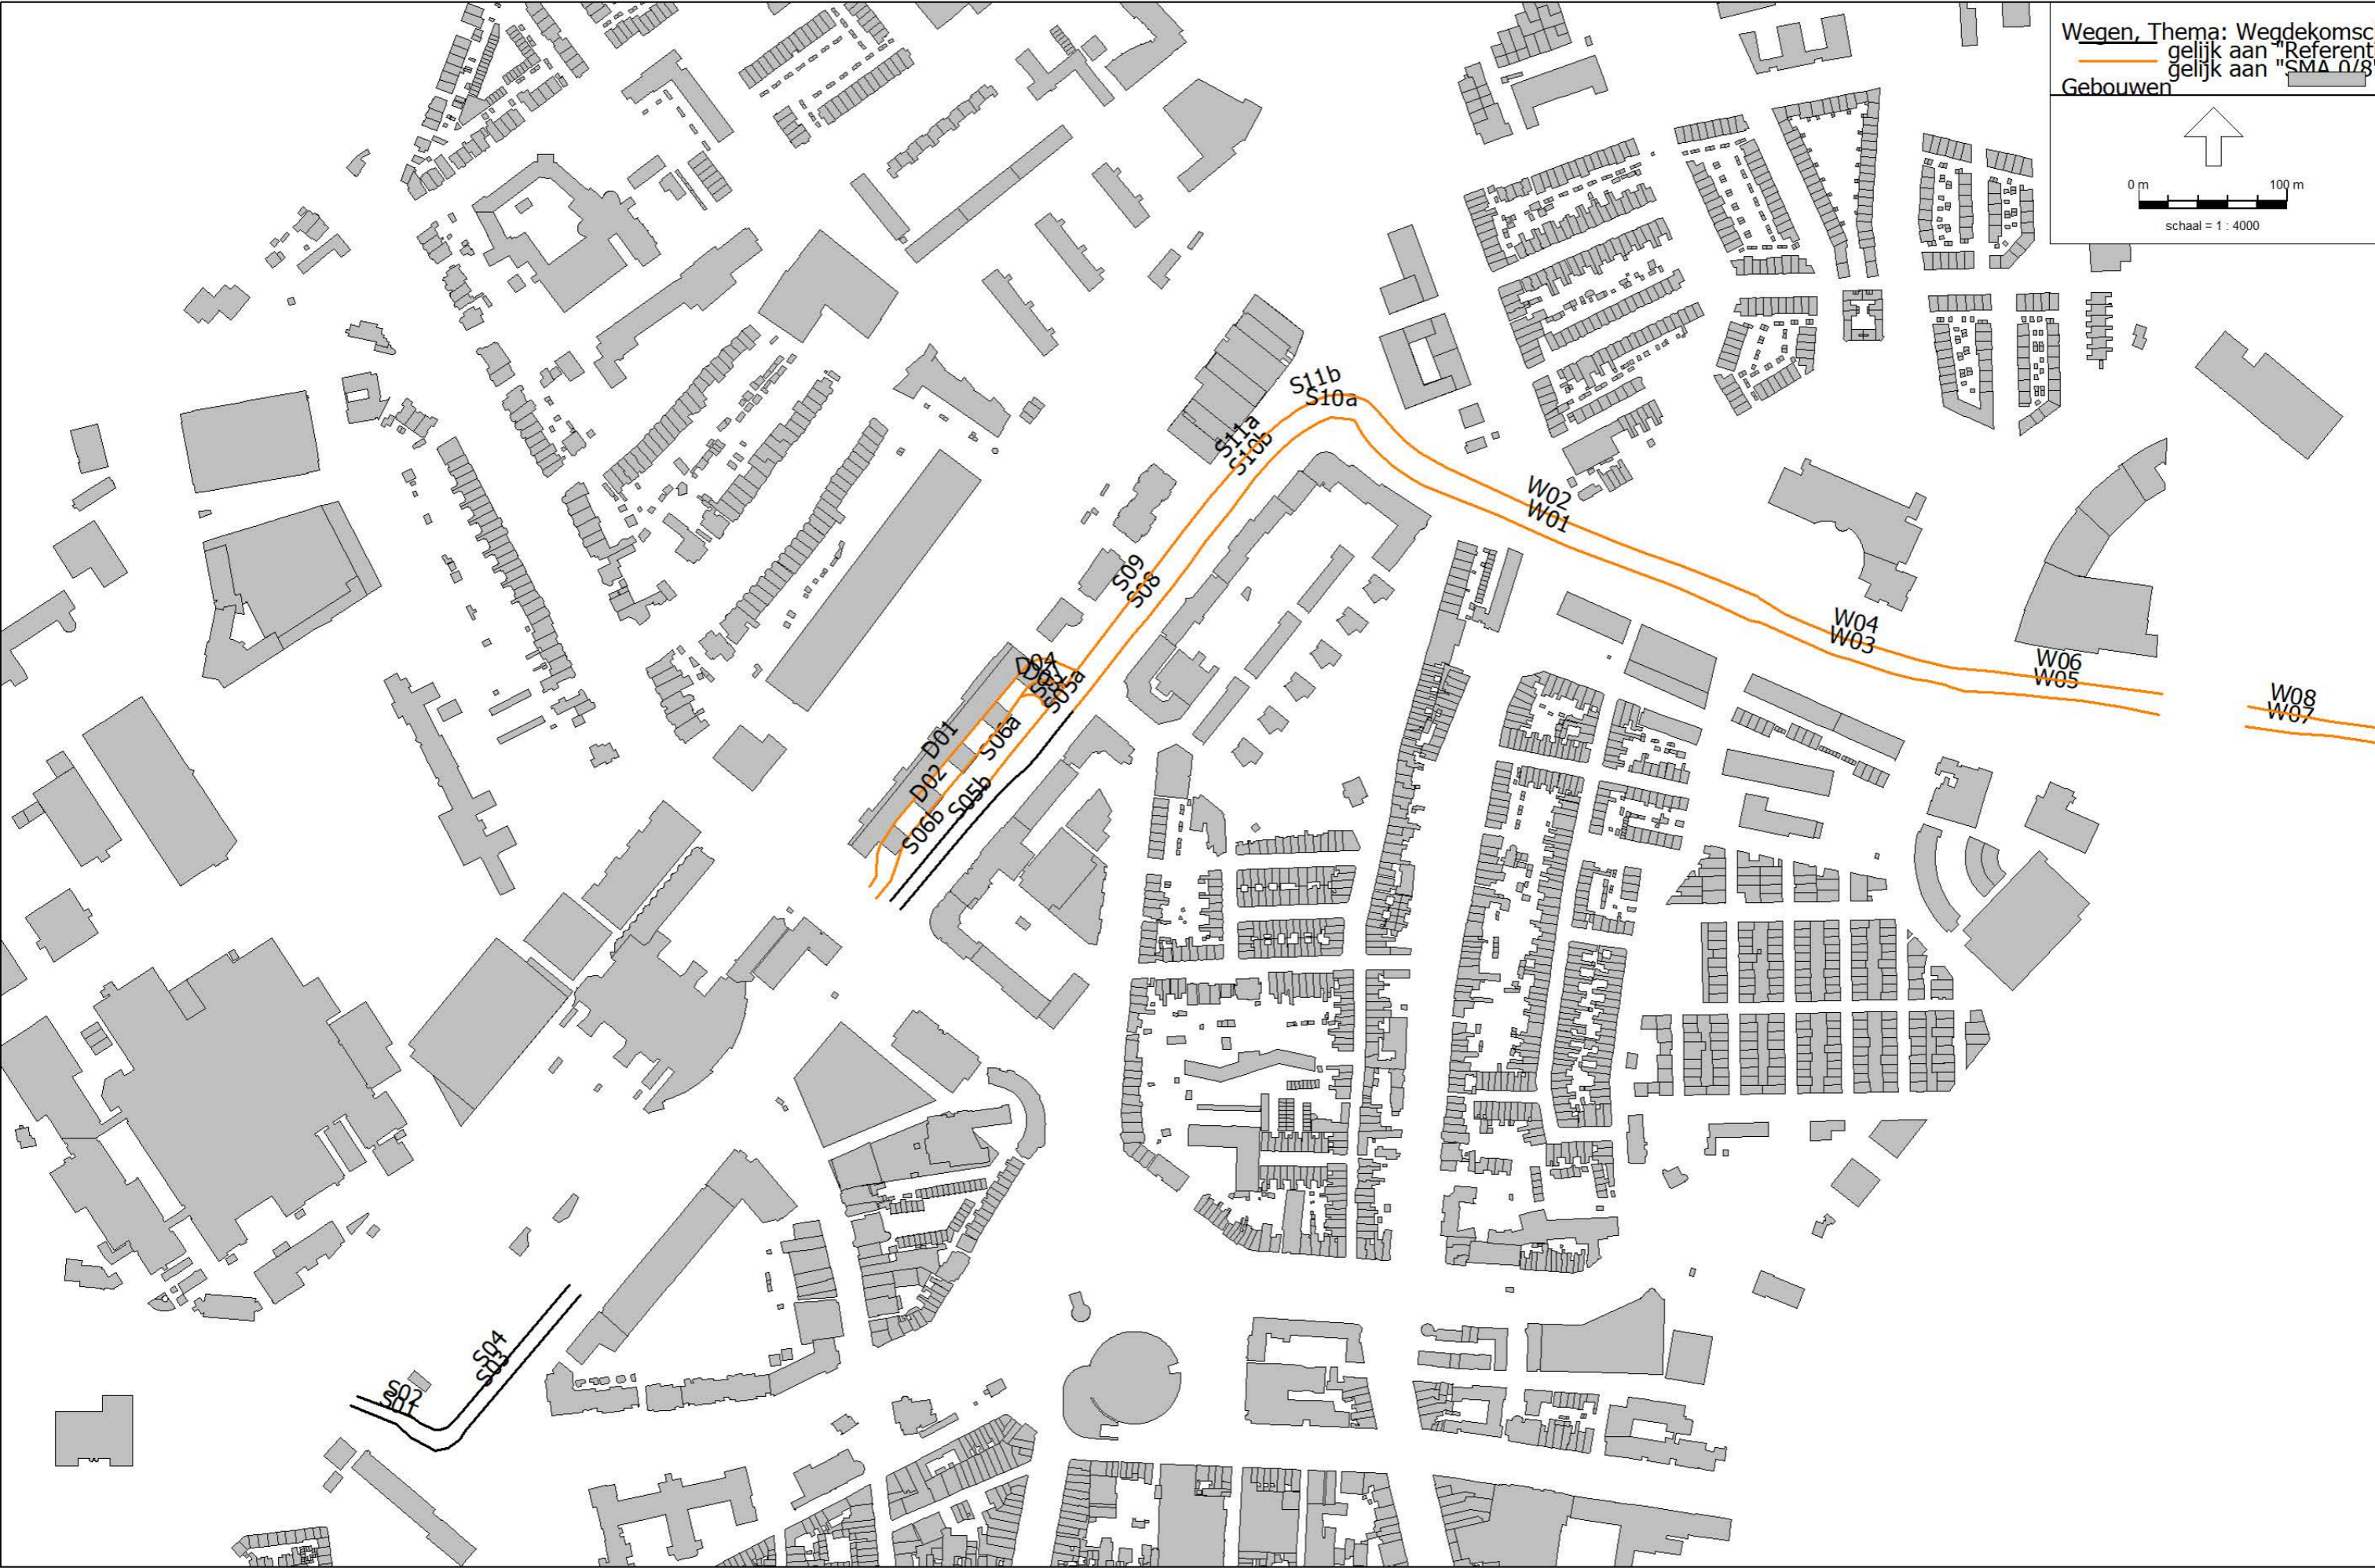 Wegen, Thema: Wegdekomsc
gelijk aan "Referent
gelijk aan "SMA 0/8"
Gebouwen
0 m
100 m
schaal = 1 : 4000
S11b
S10a
S11a
S10b
W02
W01
S09
S08
W04
W03
D04
S05a
W06
W05
W08
W07
D01
S06a
D02
S05b
S06b
S04
S03
S02
S01